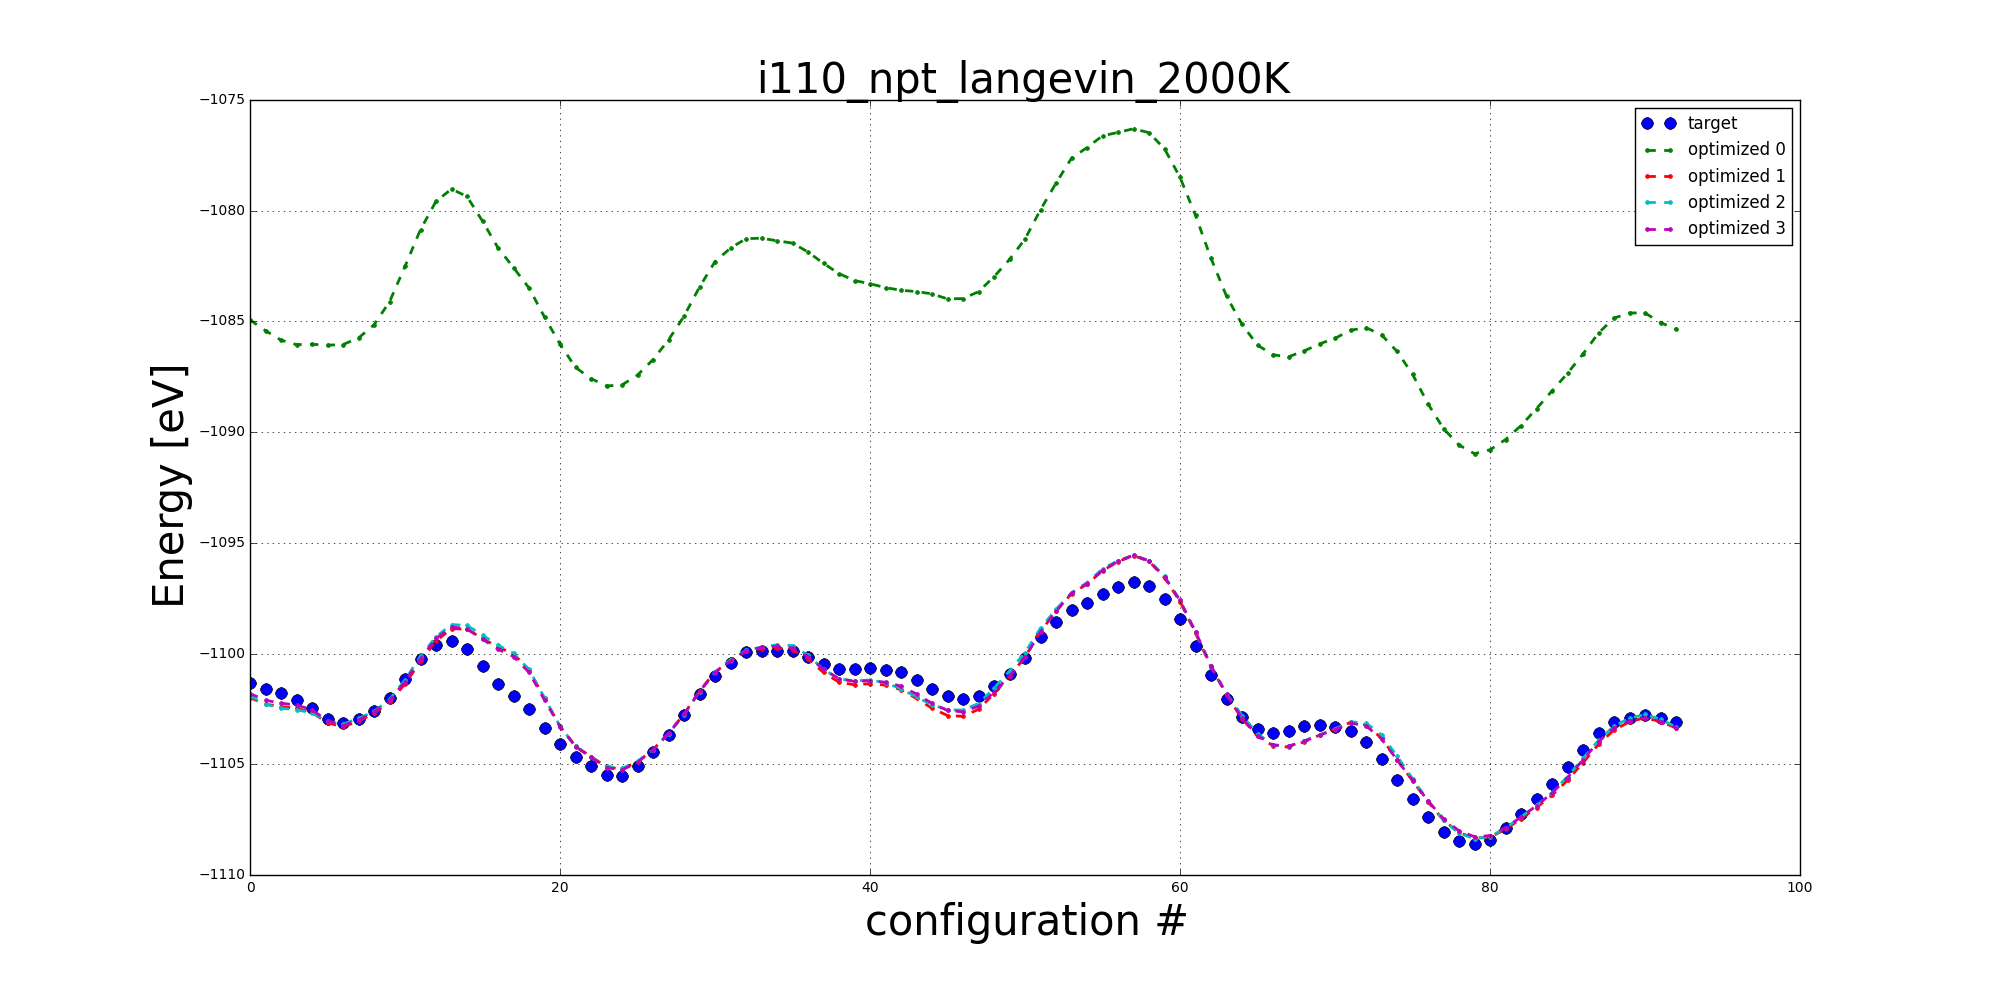 i110_npt_langevin_2000K
Energy [eV]
−1075
−1080
−1085
−1090
−1095
−1100
−1105
−1110
target
optimized 0
optimized 1
optimized 2
optimized 3
0
20
40
60
80
100
configuration #